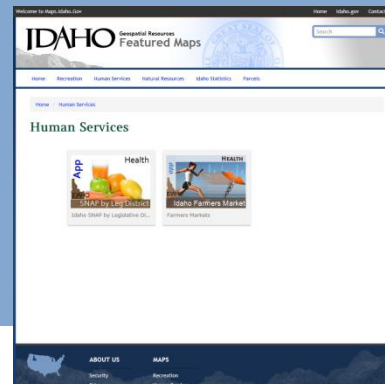 Welcome to Maps.Idaho.Gov
Home Idaho.gov Contact
IDAHO Geospatial Resources
Featured Maps
Search
Home Recreation Human Services Natural Resources Idaho Statistics Parcels
Home / Human Services
Human Services
App Health
SNAP by Leg District
Idaho SNAP by Legislative Di...
App HEALTH
Idaho Farmers Market
Farmers Markets
ABOUT US MAPS
Security Recreation